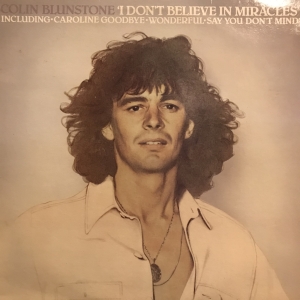 COLIN BLUNSTONE 'I DON'T BELIEVE IN MIRACLES'
INCLUDING•CAROLINE GOODBYE•WONDERFUL•SAY YOU DON'T MIND